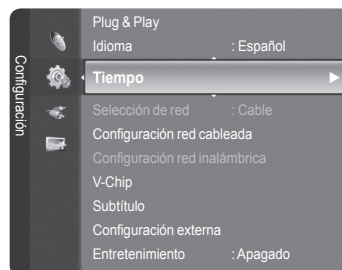 Configuración
Plug & Play
Idioma : Español
Tiempo
Selección de red : Cable
Configuración red cableada
Configuración red inalámbrica
V-Chip
Subtítulo
Configuración externa
Entretenimiento : Apagado